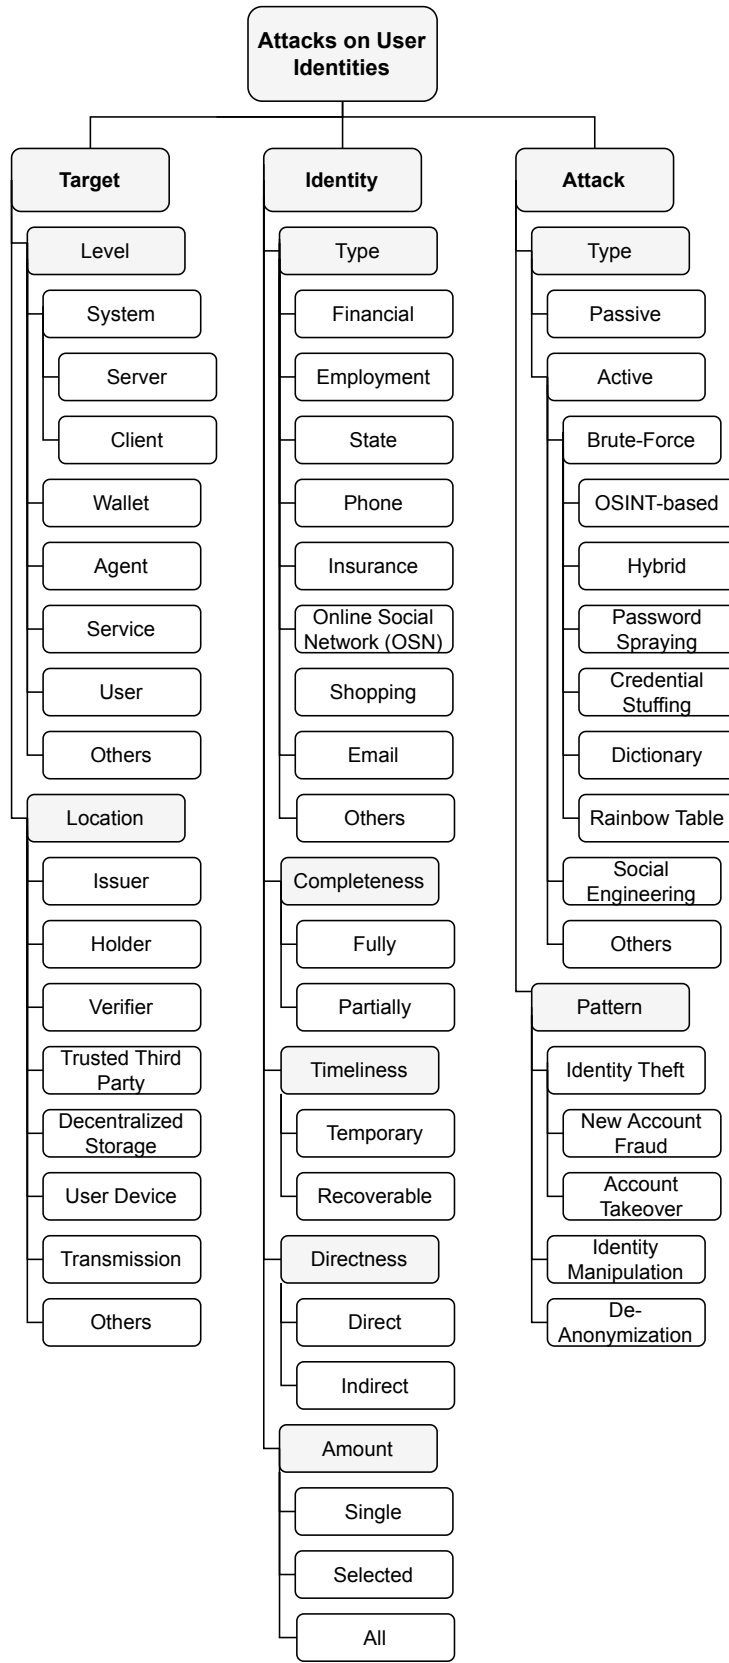 Attacks on User
Identities
Target
Level
System
Server
Client
Wallet
Agent
Service
User
Others
Location
Issuer
Holder
Verifier
Trusted Third
Party
Decentralized
Storage
User Device
Transmission
Others
Identity
Type
Financial
Employment
State
Phone
Insurance
Online Social
Network (OSN)
Shopping
Email
Others
Completeness
Fully
Partially
Timeliness
Temporary
Recoverable
Directness
Direct
Indirect
Amount
Single
Selected
All
Attack
Type
Passive
Active
Brute-Force
OSINT-based
Hybrid
Password
Spraying
Credential
Stuffing
Dictionary
Rainbow Table
Social
Engineering
Others
Pattern
Identity Theft
New Account
Fraud
Account
Takeover
Identity
Manipulation
De-
Anonymization